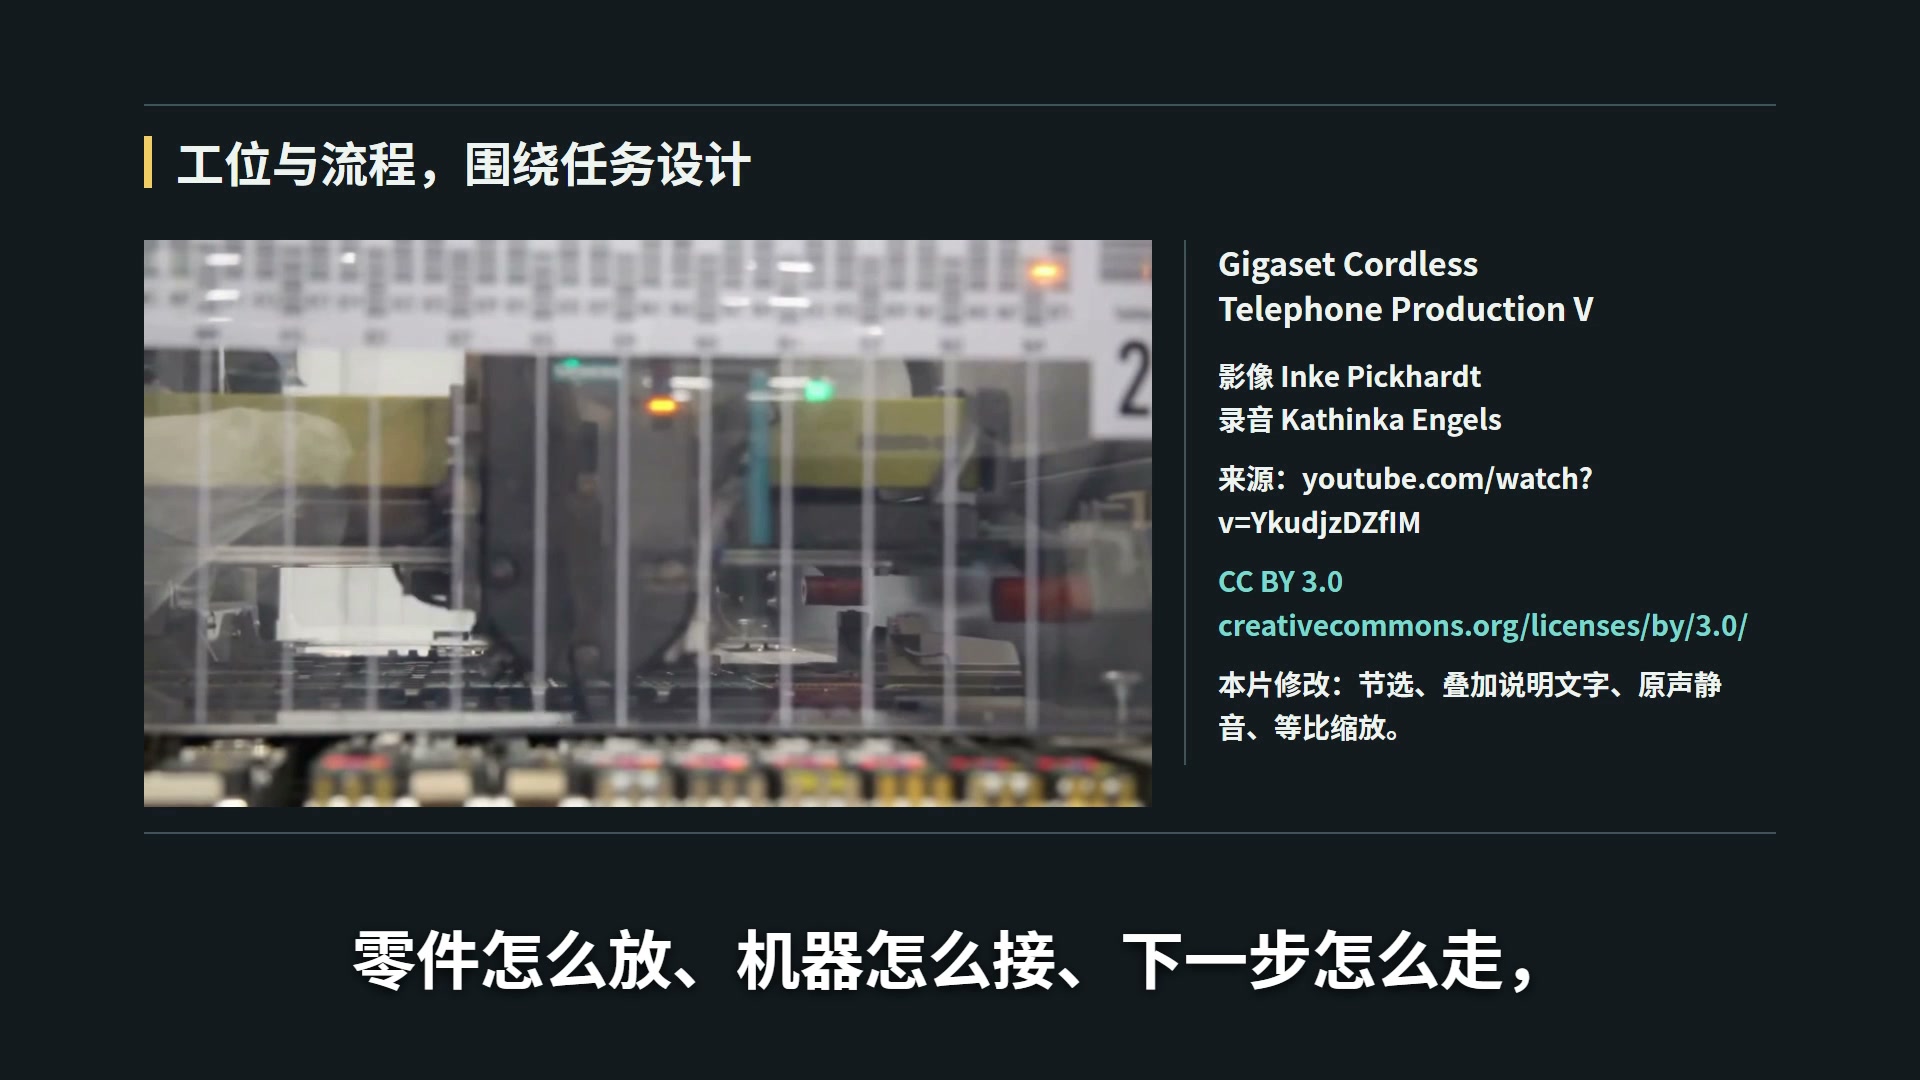 工位与流程，围绕任务设计
2
Gigaset Cordless
Telephone Production V
影像 Inke Pickhardt
录音 Kathinka Engels
来源：youtube.com/watch?
v=YkudjzDZfIM
CC BY 3.0
creativecommons.org/licenses/by/3.0/
本片修改：节选、叠加说明文字、原声静
音、等比缩放。
零件怎么放、机器怎么接、下一步怎么走，